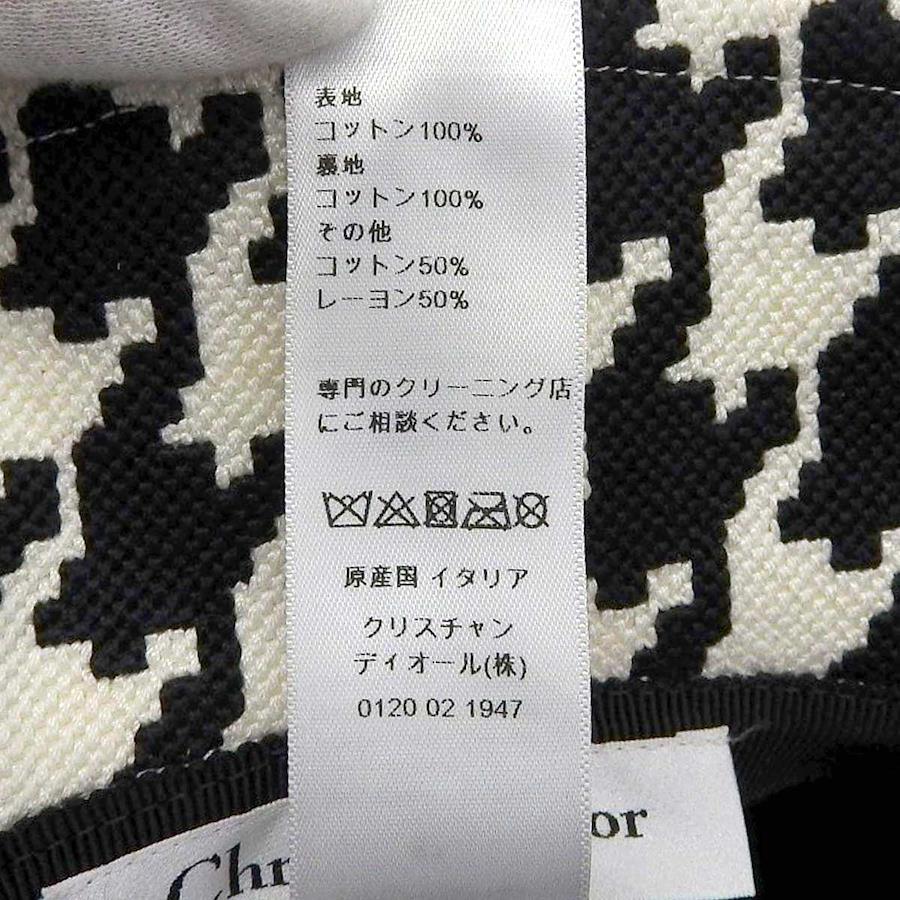 表地
コットン100%
裏地
コットン100%
その他
コットン50%
レーヨン50%
専門のクリーニング店
にご相談ください。
原産国 イタリア
クリスチャン
ディオール(株)
0120 02 1947
Chr
or